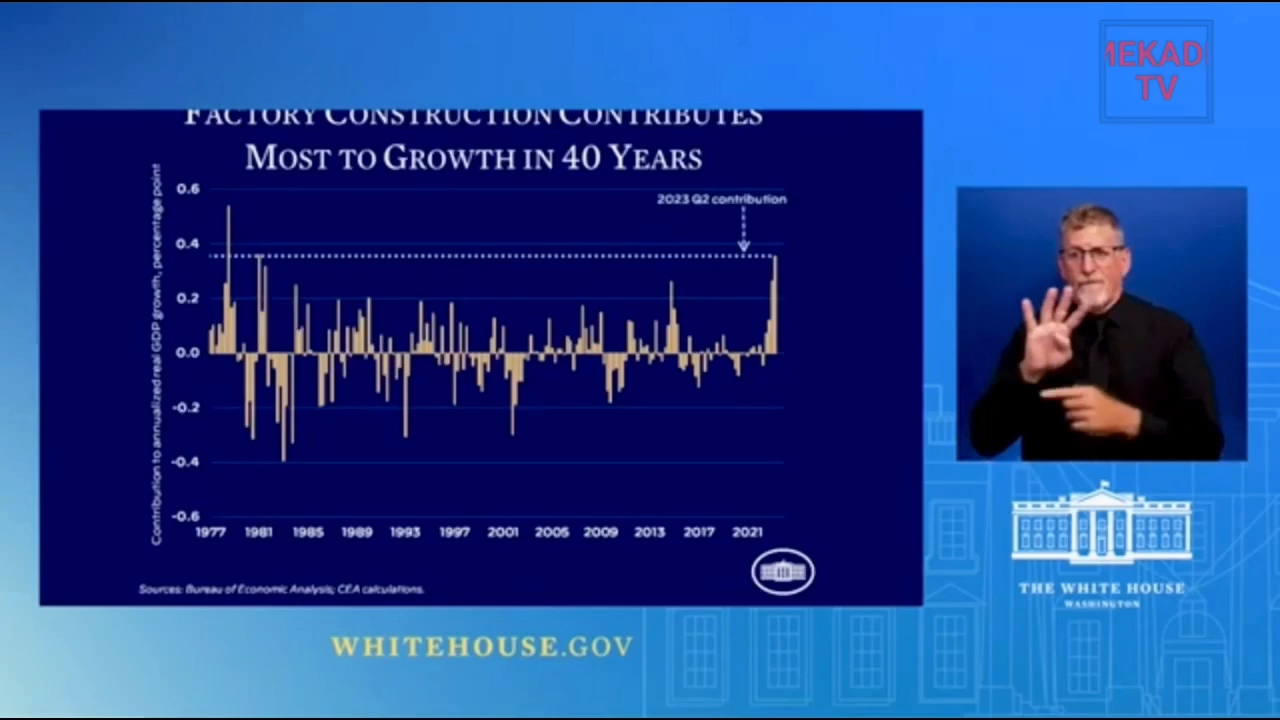 MEKAD
TV
FACTORY CONSTRUCTION CONTRIBUTES
MOST TO GROWTH IN 40 YEARS
Contribution to annualized real GDP growth, percentage point
0.6
0.4
0.2
0.0
-0.2
-0.4
-0.6
2023 Q2 contribution
1977 1981 1985 1989 1993 1997 2001 2005 2009 2013 2017 2021
Sources: Bureau of Economic Analysis; CEA calculations.
THE WHITE HOUSE
WASHINGTON
WHITEHOUSE.GOV